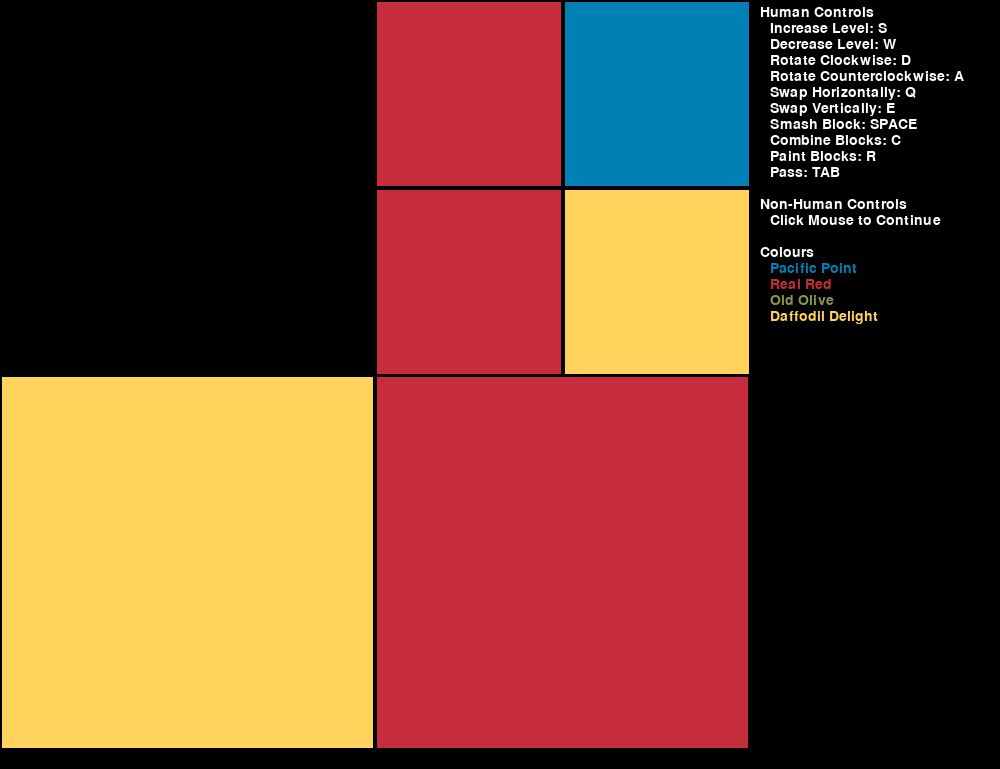 Human Controls
Increase Level: S
Decrease Level: W
Rotate Clockwise: D
Rotate Counterclockwise: A
Swap Horizontally: Q
Swap Vertically: E
Smash Block: SPACE
Combine Blocks: C
Paint Blocks: R
Pass: TAB
Non-Human Controls
Click Mouse to Continue
Colours
Pacific Point
Real Red
Old Olive
Daffodil Delight